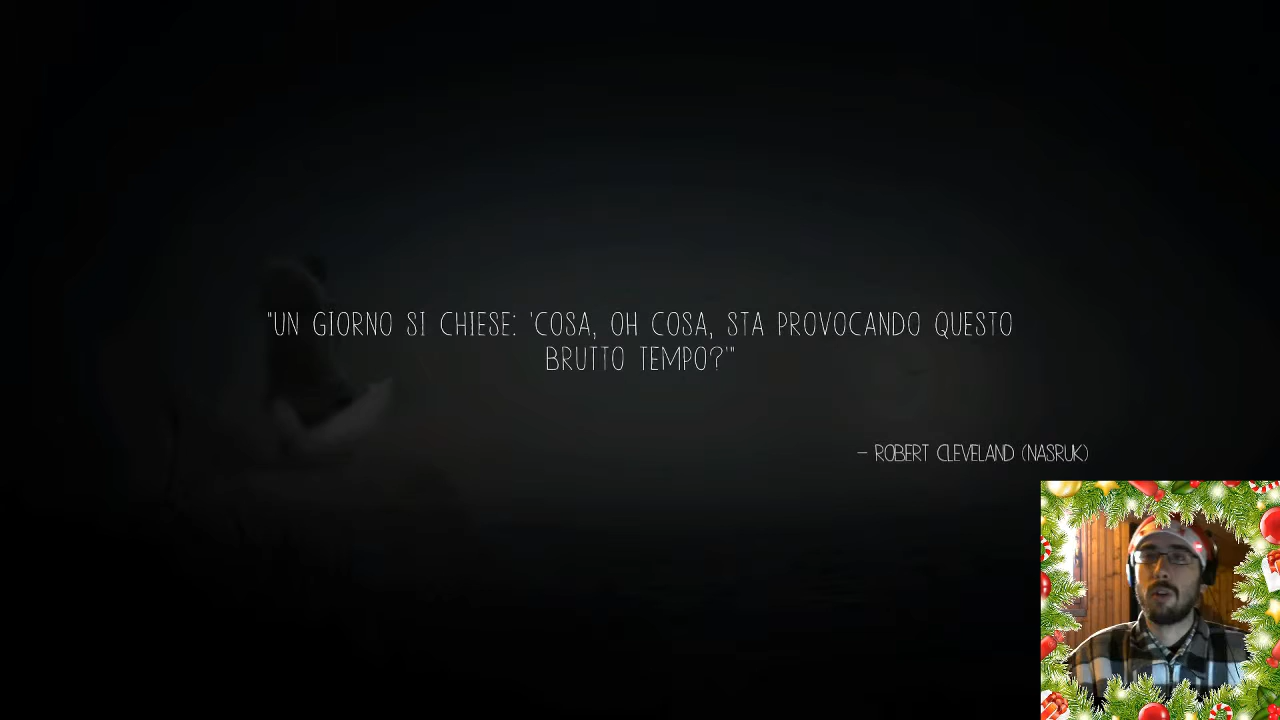 "UN GIORNO SI CHIESE: 'COSA, OH COSA, STA PROVOCANDO QUESTO
BRUTTO TEMPO?'"
– ROBERT CLEVELAND (NASRUK)